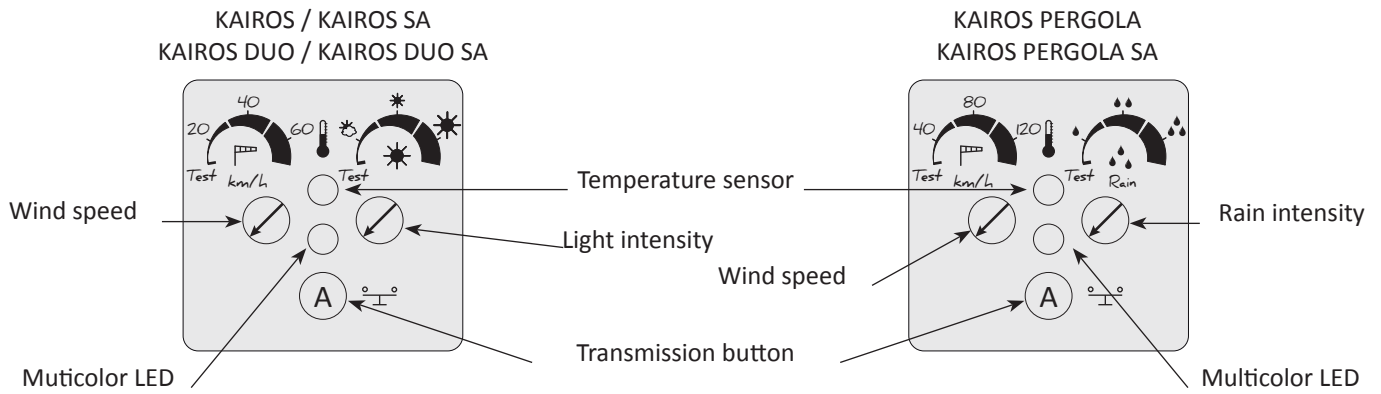 KAIROS / KAIROS SA
KAIROS DUO / KAIROS DUO SA
KAIROS PERGOLA
KAIROS PERGOLA SA
20
40
60
Test
km/h
Test
40
80
120
Test
km/h
Test
Rain
Temperature sensor
Wind speed
Light intensity
Rain intensity
Wind speed
A
A
Transmission button
Muticolor LED
Multicolor LED